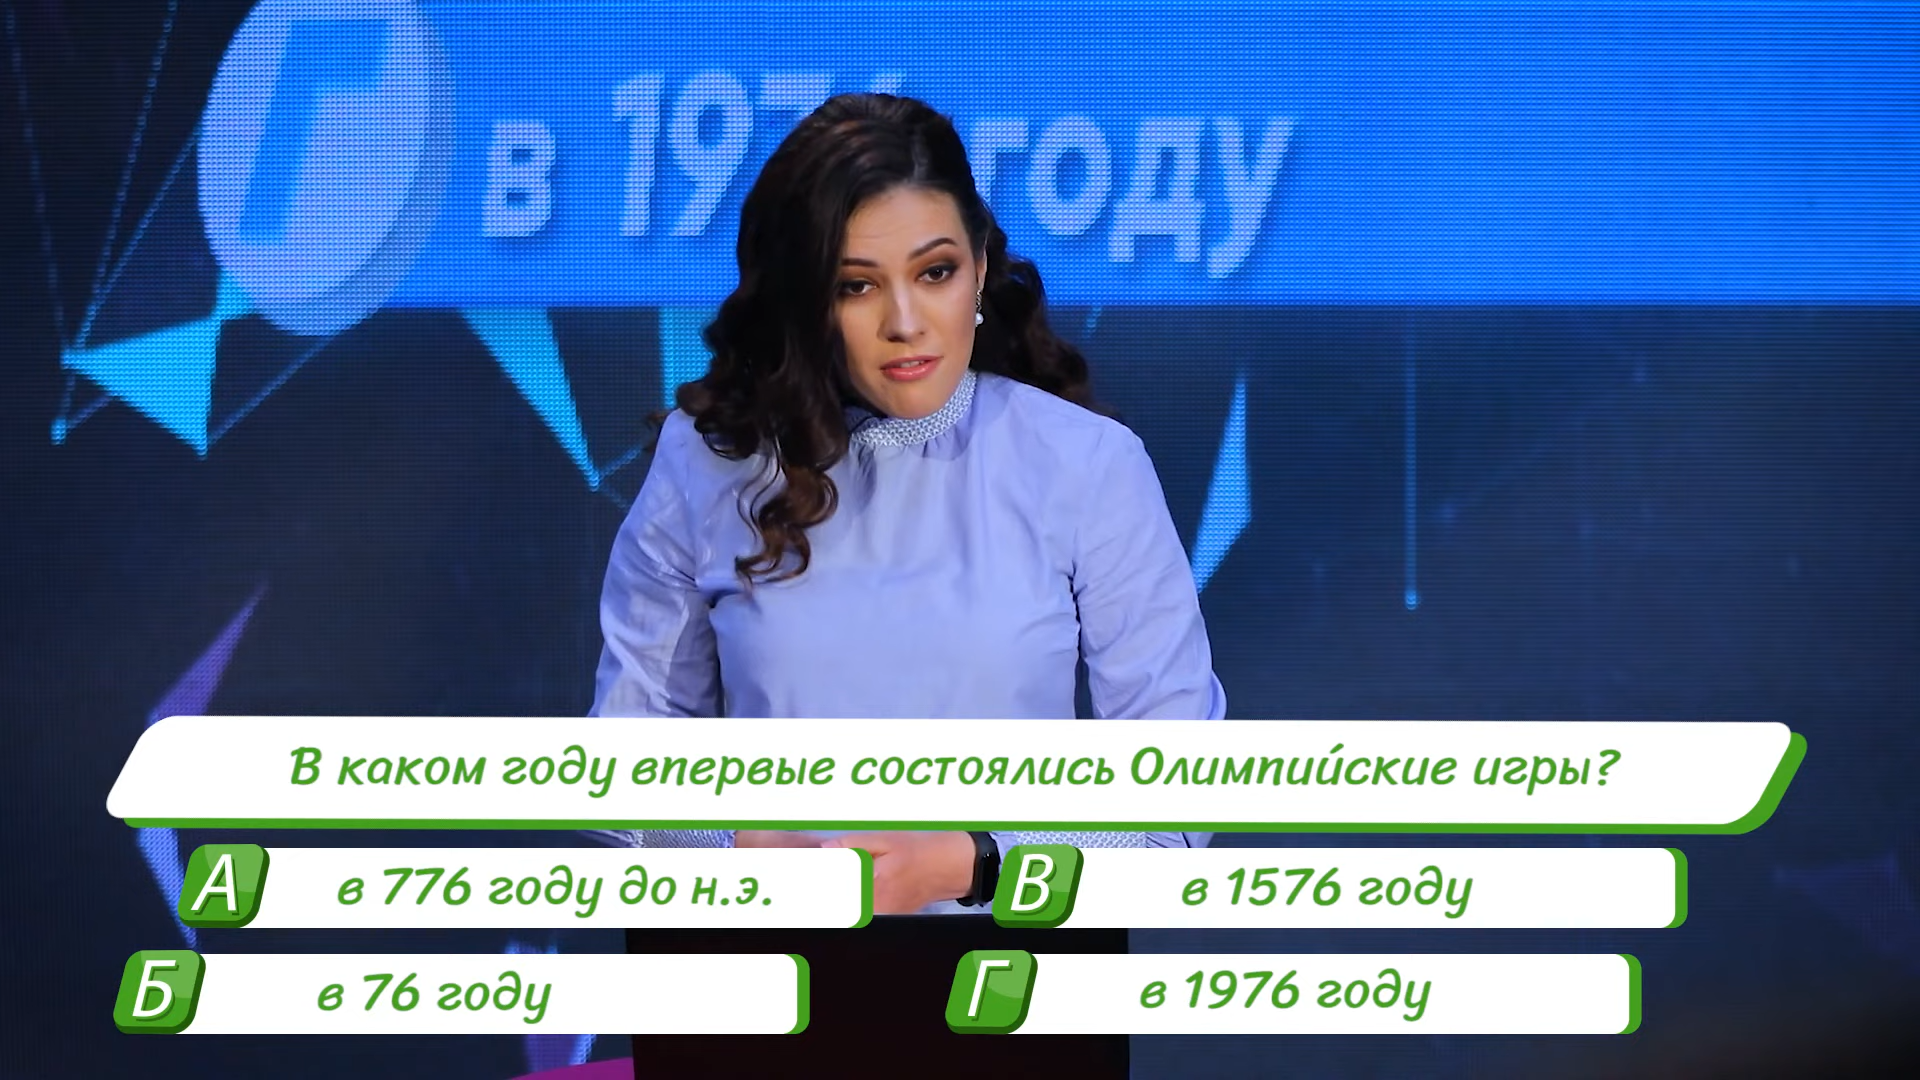 Г в 197 году
В каком году впервые состоялись Олимпийские игры?
А в 776 году до н.э.
В в 1576 году
Б в 76 году
Г в 1976 году